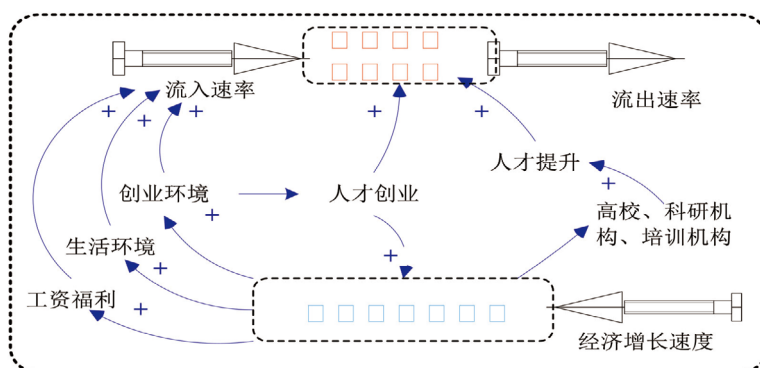 流入速率
流出速率
人才提升
创业环境
人才创业
高校、科研机
构、培训机构
生活环境
工资福利
经济增长速度
+
+
+
+
+
+
+
+
+
+
+